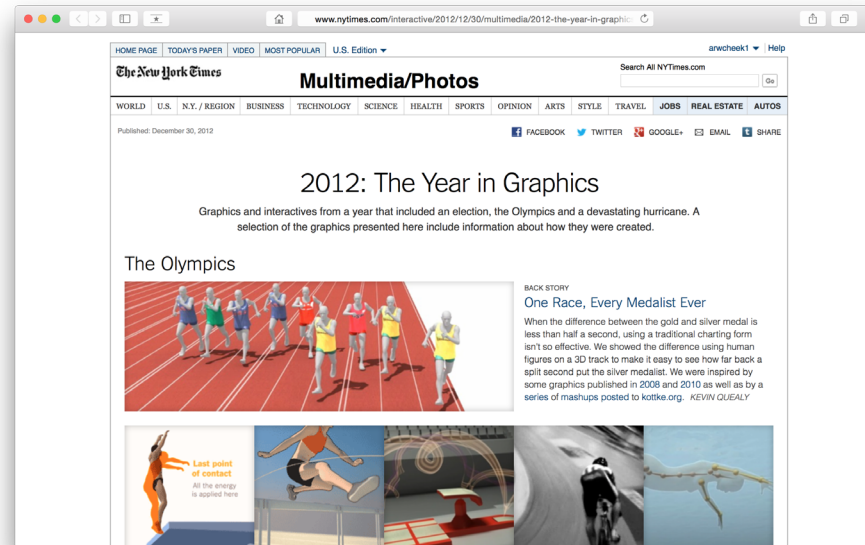 www.nytimes.com/interactive/2012/12/30/multimedia/2012-the-year-in-graphic
HOME PAGE TODAY'S PAPER VIDEO MOST POPULAR U.S. Edition
arwcheek1 Help
The New York Times
Multimedia/Photos
Search All NYTimes.com
Go
WORLD U.S. N.Y. / REGION BUSINESS TECHNOLOGY SCIENCE HEALTH SPORTS OPINION ARTS STYLE TRAVEL JOBS REAL ESTATE AUTOS
Published: December 30, 2012
FACEBOOK TWITTER GOOGLE+ EMAIL SHARE
2012: The Year in Graphics
Graphics and interactives from a year that included an election, the Olympics and a devastating hurricane. A
selection of the graphics presented here include information about how they were created.
The Olympics
BACK STORY
One Race, Every Medalist Ever
When the difference between the gold and silver medal is
less than half a second, using a traditional charting form
isn't so effective. We showed the difference using human
figures on a 3D track to make it easy to see how far back a
split second put the silver medalist. We were inspired by
some graphics published in 2008 and 2010 as well as by a
series of mashups posted to kottke.org. KEVIN QUEALY
Last point
of contact
All the energy
is applied here